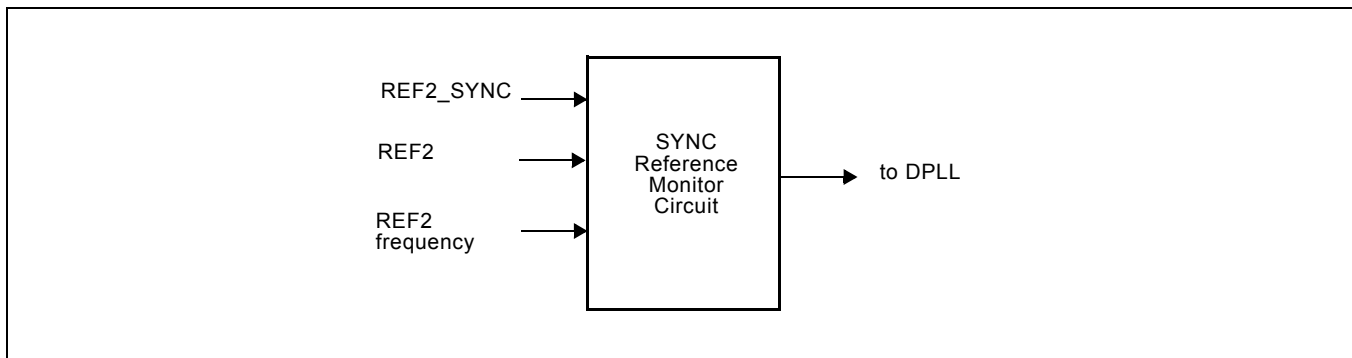 REF2_SYNC
REF2
REF2
frequency
SYNC
Reference
Monitor
Circuit
to DPLL